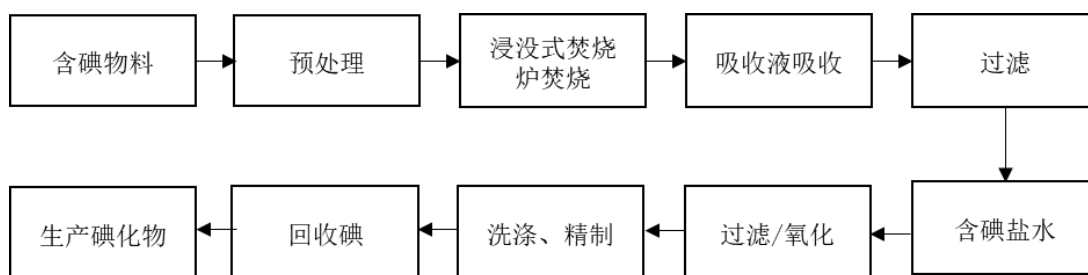 含碘物料
预处理
浸没式焚烧
炉焚烧
吸收液吸收
过滤
含碘盐水
过滤/氧化
洗涤、精制
回收碘
生产碘化物